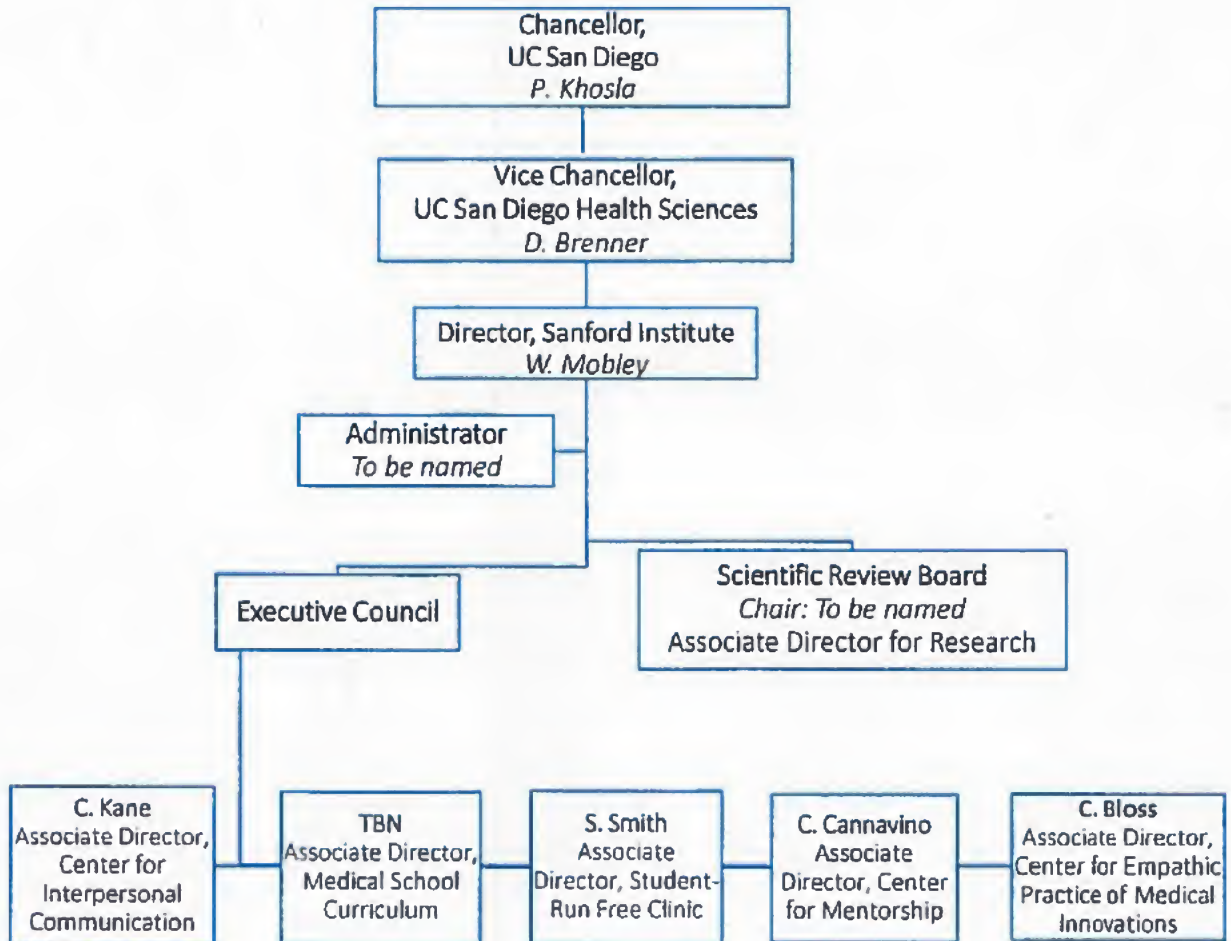 Chancellor,
UC San Diego
P. Khosla
Vice Chancellor,
UC San Diego Health Sciences
D. Brenner
Director, Sanford Institute
W. Mobley
Administrator
To be named
Executive Council
Scientific Review Board
Chair: To be named
Associate Director for Research
C. Kane
Associate Director,
Center for
Interpersonal
Communication
TBN
Associate Director,
Medical School
Curriculum
S. Smith
Associate
Director, Student-
Run Free Clinic
C. Cannavino
Associate
Director, Center
for Mentorship
C. Bloss
Associate Director,
Center for Empathic
Practice of Medical
Innovations